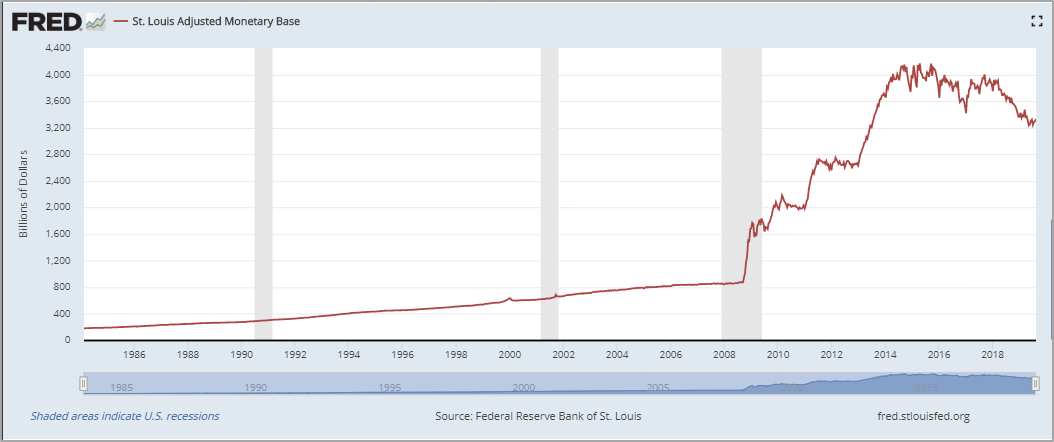 FRED
St. Louis Adjusted Monetary Base
Billions of Dollars
4,400
4,000
3,600
3,200
2,800
2,400
2,000
1,600
1,200
800
400
0
1986 1988 1990 1992 1994 1996 1998 2000 2002 2004 2006 2008 2010 2012 2014 2016 2018
1985 1990 1995 2000 2005 2010 2015
Shaded areas indicate U.S. recessions Source: Federal Reserve Bank of St. Louis fred.stlouisfed.org